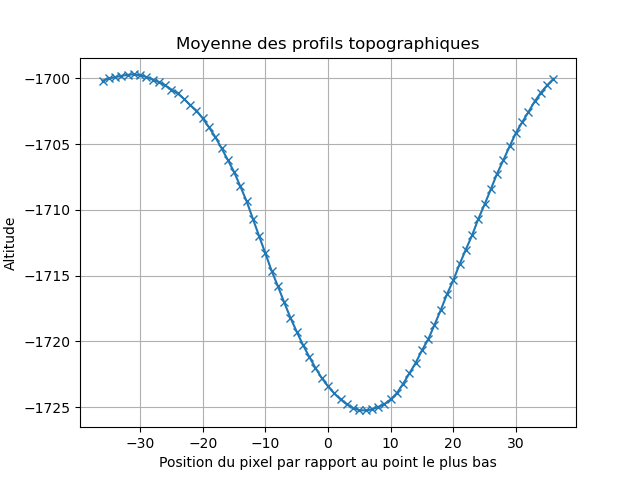 Moyenne des profils topographiques
Altitude
−1700
−1705
−1710
−1715
−1720
−1725
−30 −20 −10 0 10 20 30
Position du pixel par rapport au point le plus bas